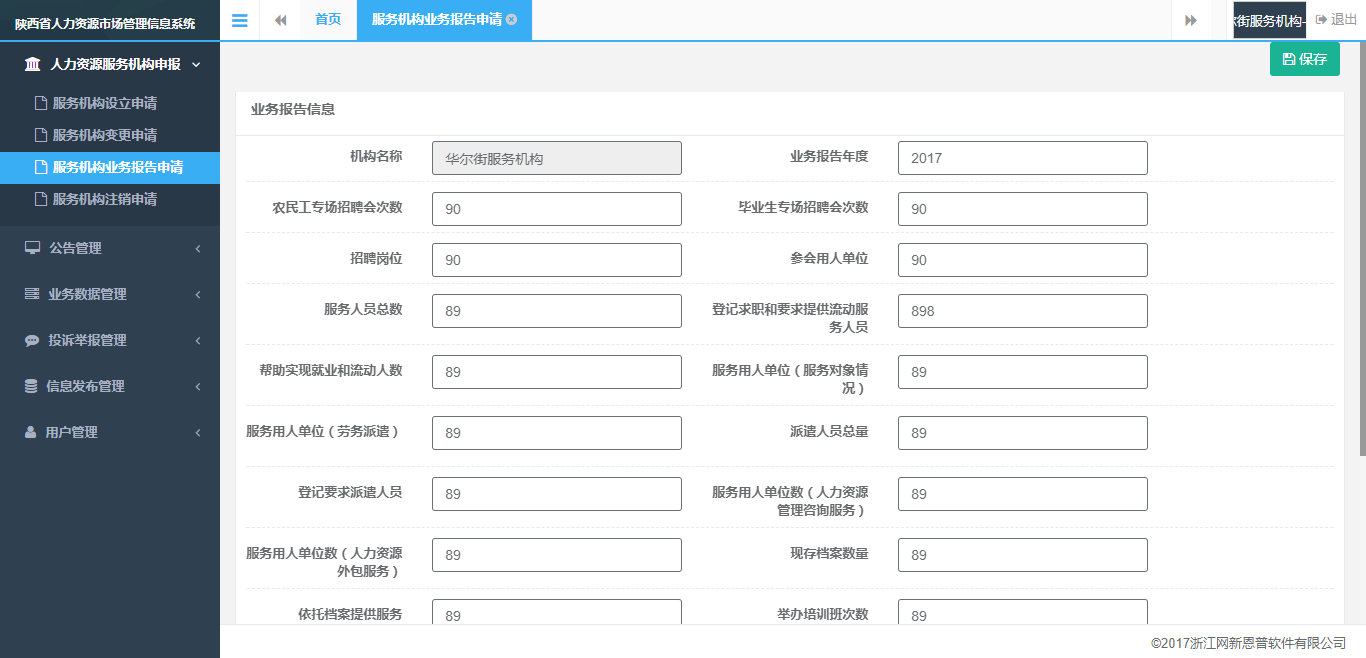 陕西省人力资源市场管理信息系统
首页
服务机构业务报告申请
街服务机构-
退出
人力资源服务机构申报
服务机构设立申请
服务机构变更申请
服务机构业务报告申请
服务机构注销申请
公告管理
业务数据管理
投诉举报管理
信息发布管理
用户管理
保存
业务报告信息
机构名称 华尔街服务机构 业务报告年度 2017
农民工专场招聘会次数 90 毕业生专场招聘会次数 90
招聘岗位 90 参会用人单位 90
服务人员总数 89 登记求职和要求提供流动服
务人员 898
帮助实现就业和流动人数 89 服务用人单位（服务对象情
况） 89
服务用人单位（劳务派遣） 89 派遣人员总量 89
登记要求派遣人员 89 服务用人单位数（人力资源
管理咨询服务） 89
服务用人单位数（人力资源
外包服务） 89 现存档案数量 89
依托档案提供服务 89 举办培训班次数 89
©2017浙江网新恩普软件有限公司